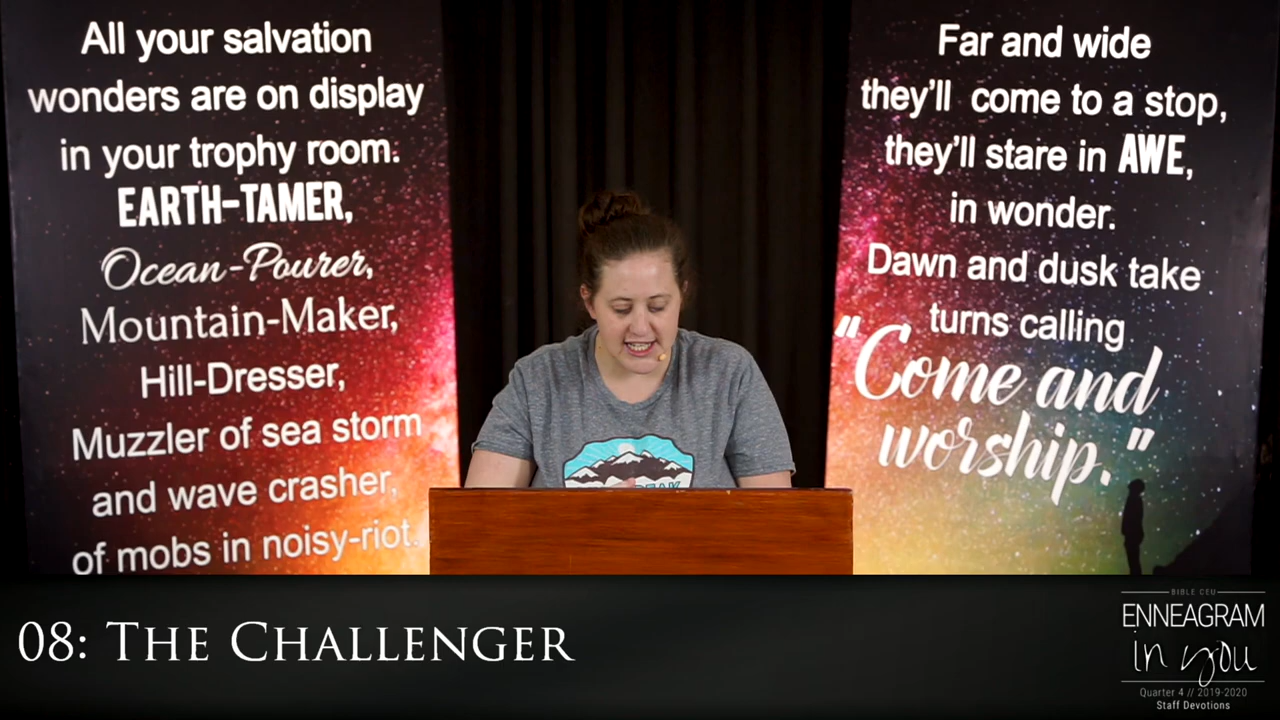 All your salvation
wonders are on display
in your trophy room.
EARTH-TAMER,
Ocean-Pourer,
Mountain-Maker,
Hill-Dresser,
Muzzler of sea storm
and wave crasher,
of mobs in noisy-riot.
Far and wide
they'll come to a stop,
they'll stare in AWE,
in wonder.
Dawn and dusk take
turns calling
"Come and
worship."
08: THE CHALLENGER
BIBLE CEU
ENNEAGRAM
in you
Quarter 4 // 2019-2020
Staff Devotions